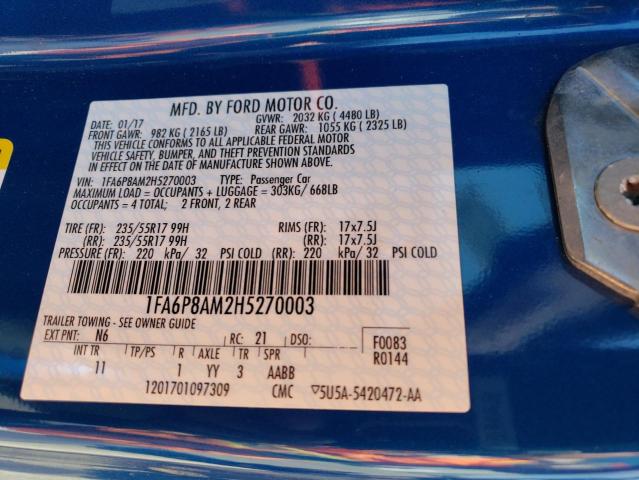 MFD. BY FORD MOTOR CO.
DATE: 01/17 GVWR: 2032 KG ( 4480 LB)
FRONT GAWR: 982 KG ( 2165 LB) REAR GAWR: 1055 KG ( 2325 LB)
THIS VEHICLE CONFORMS TO ALL APPLICABLE FEDERAL MOTOR
VEHICLE SAFETY, BUMPER, AND THEFT PREVENTION STANDARDS
IN EFFECT ON THE DATE OF MANUFACTURE SHOWN ABOVE.
VIN: 1FA6P8AM2H5270003 TYPE: Passenger Car
MAXIMUM LOAD = OCCUPANTS + LUGGAGE = 303KG/ 668LB
OCCUPANTS = 4 TOTAL; 2 FRONT, 2 REAR
TIRE (FR): 235/55R17 99H RIMS (FR): 17x7.5J
(RR): 235/55R17 99H (RR): 17x7.5J
PRESSURE (FR): 220 kPa/ 32 PSI COLD (RR): 220 kPa/ 32 PSI COLD
1FA6P8AM2H5270003
TRAILER TOWING - SEE OWNER GUIDE
EXT PNT: N6 RC: 21 DSO: F0083
R0144
INT TR TP/PS R AXLE TR SPR
11 1 YY 3 AABB
1201701097309 CMC ▽5U5A-5420472-AA